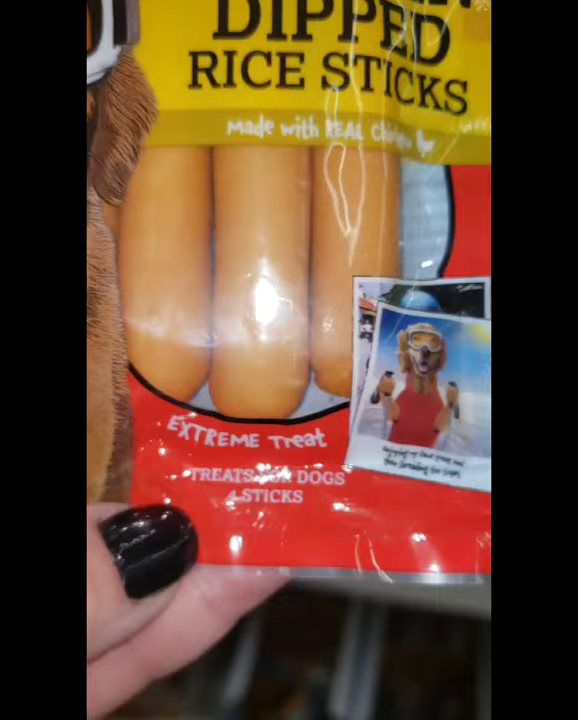 DIPPED
RICE STICKS
Made with REAL Chicken
EXTREME Treat
TREATS FOR DOGS
4 STICKS